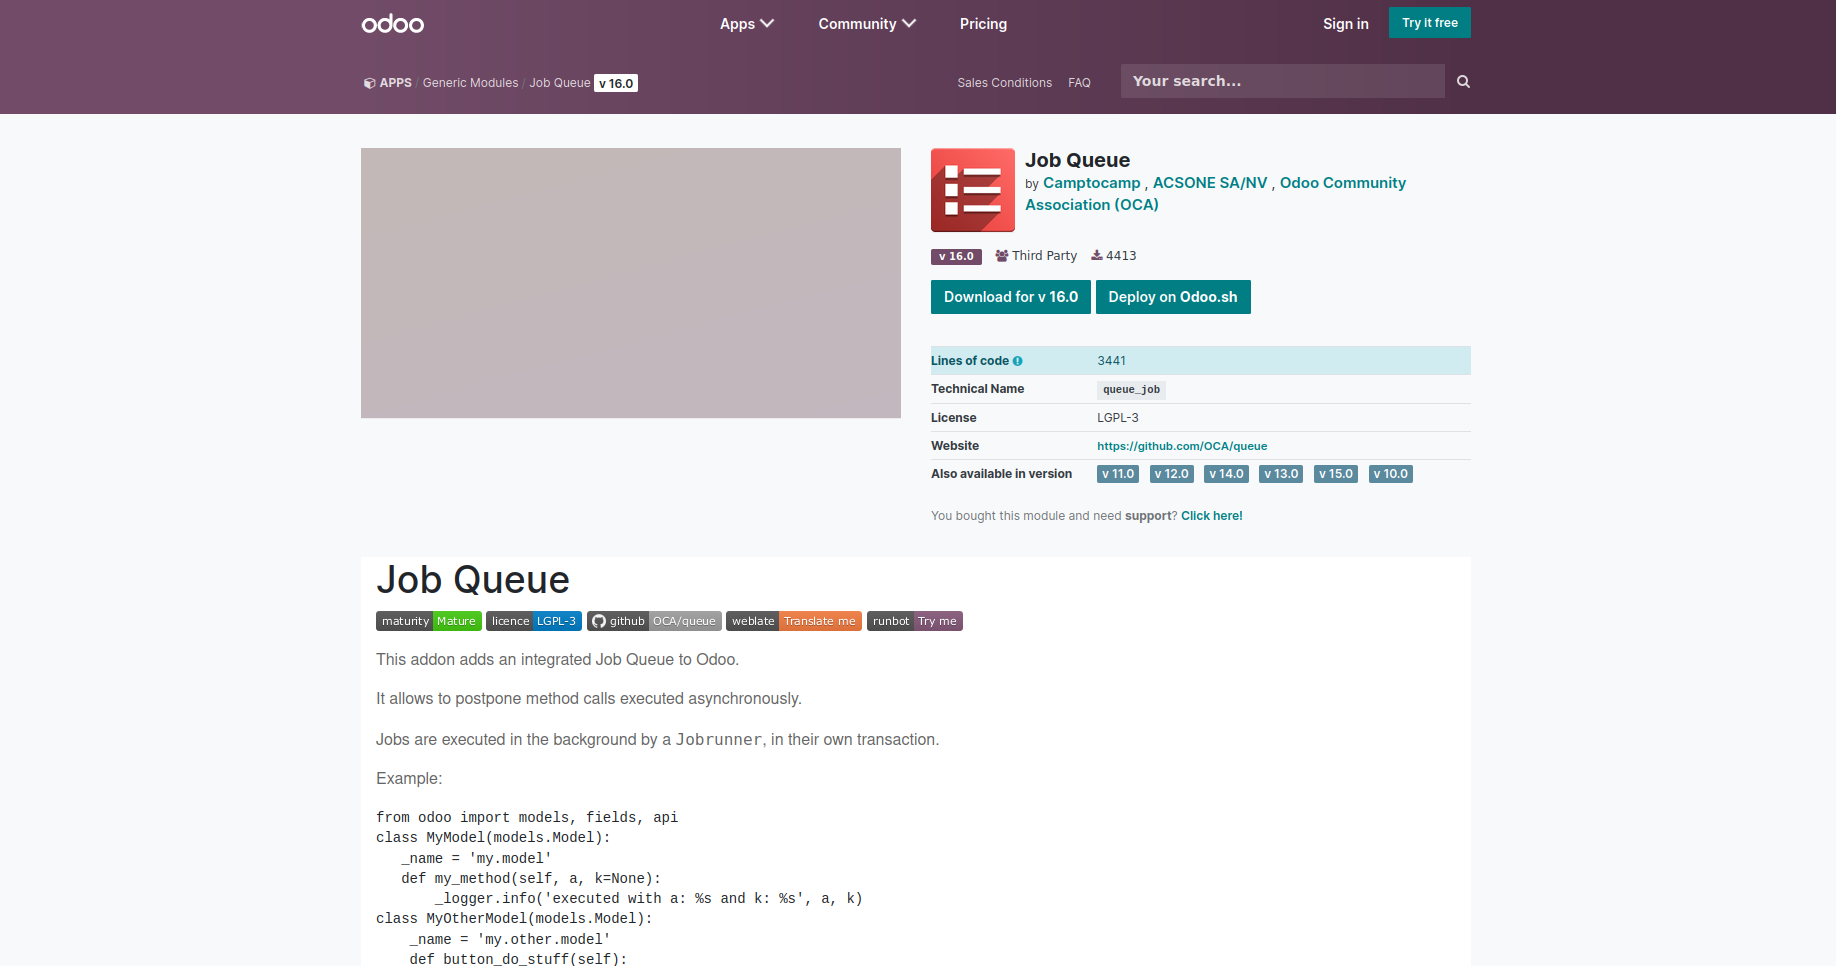 odoo
Apps
Community
Pricing
Sign in
Try it free
APPS / Generic Modules / Job Queue v 16.0
Sales Conditions
FAQ
Your search...
Job Queue
by Camptocamp , ACSONE SA/NV , Odoo Community
Association (OCA)
v 16.0
Third Party
4413
Download for v 16.0
Deploy on Odoo.sh
Lines of code 3441
Technical Name queue_job
License LGPL-3
Website https://github.com/OCA/queue
Also available in version v 11.0 v 12.0 v 14.0 v 13.0 v 15.0 v 10.0
You bought this module and need support? Click here!
Job Queue
maturity Mature licence LGPL-3 github OCA/queue weblate Translate me runbot Try me
This addon adds an integrated Job Queue to Odoo.
It allows to postpone method calls executed asynchronously.
Jobs are executed in the background by a Jobrunner, in their own transaction.
Example:
from odoo import models, fields, api
class MyModel(models.Model):
_name = 'my.model'
def my_method(self, a, k=None):
_logger.info('executed with a: %s and k: %s', a, k)
class MyOtherModel(models.Model):
_name = 'my.other.model'
def button_do_stuff(self):